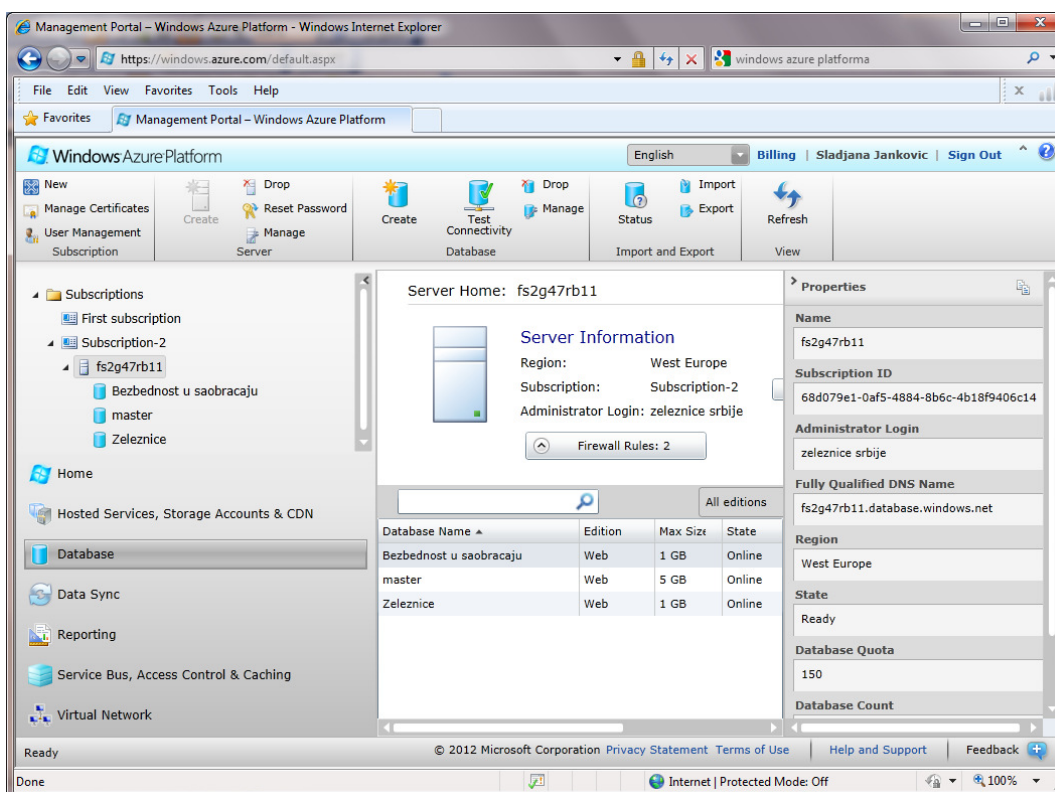 Management Portal – Windows Azure Platform - Windows Internet Explorer
https://windows.azure.com/default.aspx
windows azure platforma
File Edit View Favorites Tools Help
Favorites
Management Portal – Windows Azure Platform
Windows Azure Platform
English
Billing | Sladjana Jankovic | Sign Out
New
Manage Certificates
User Management
Subscription
Create
Drop
Reset Password
Manage
Server
Create
Test Connectivity
Drop
Manage
Database
Status
Import
Export
Import and Export
Refresh
View
Subscriptions
First subscription
Subscription-2
fs2g47rb11
Bezbednost u saobracaju
master
Zeleznice
Home
Hosted Services, Storage Accounts & CDN
Database
Data Sync
Reporting
Service Bus, Access Control & Caching
Virtual Network
Server Home: fs2g47rb11
Server Information
Region: West Europe
Subscription: Subscription-2
Administrator Login: zeleznice srbije
Firewall Rules: 2
All editions
Database Name Edition Max Size State
Bezbednost u saobracaju Web 1 GB Online
master Web 5 GB Online
Zeleznice Web 1 GB Online
Properties
Name
fs2g47rb11
Subscription ID
68d079e1-0af5-4884-8b6c-4b18f9406c14
Administrator Login
zeleznice srbije
Fully Qualified DNS Name
fs2g47rb11.database.windows.net
Region
West Europe
State
Ready
Database Quota
150
Database Count
Ready
© 2012 Microsoft Corporation Privacy Statement Terms of Use
Help and Support
Feedback
Done
Internet | Protected Mode: Off
100%